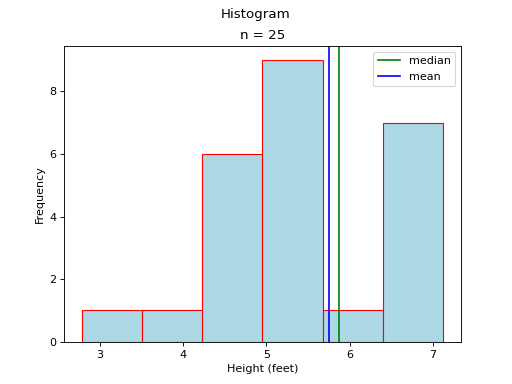 Histogram
n = 25
median
mean
Frequency
8
6
4
2
0
3 4 5 6 7
Height (feet)